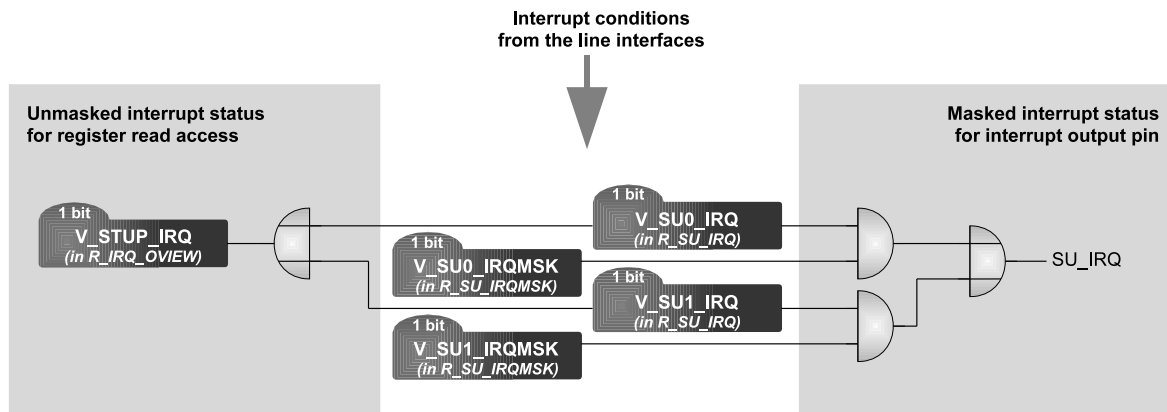 Interrupt conditions
from the line interfaces
Unmasked interrupt status
for register read access
Masked interrupt status
for interrupt output pin
1 bit
V_STUP_IRQ
(in R_IRQ_OVIEW)
1 bit
V_SU0_IRQ
(in R_SU_IRQ)
1 bit
V_SU0_IRQMSK
(in R_SU_IRQMSK)
1 bit
V_SU1_IRQ
(in R_SU_IRQ)
1 bit
V_SU1_IRQMSK
(in R_SU_IRQMSK)
SU_IRQ